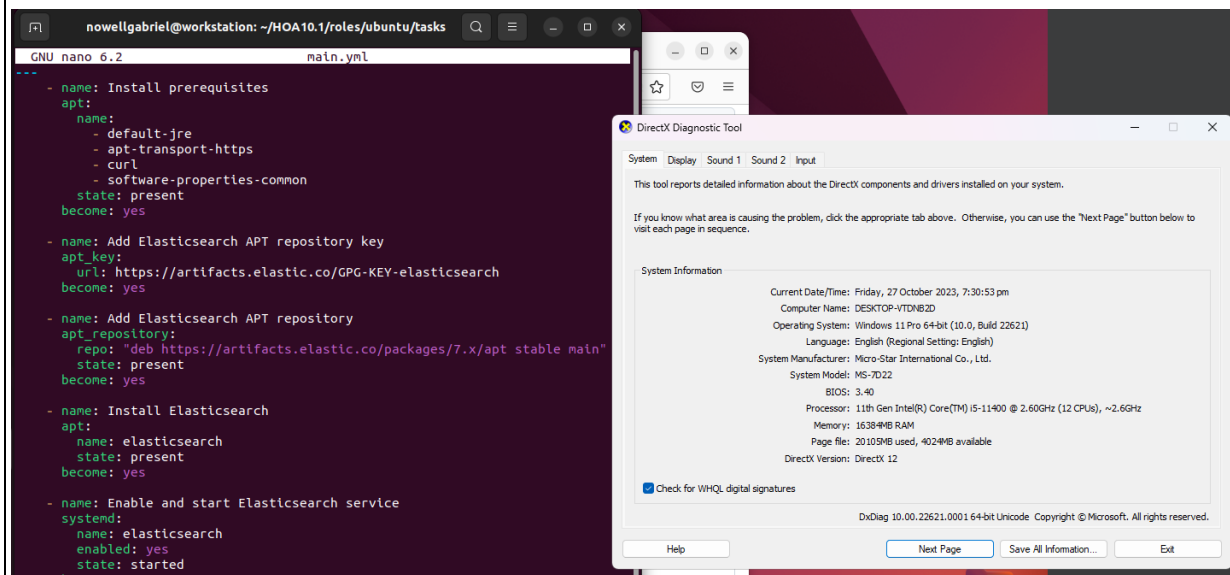 nowellgabriel@workstation: ~/HOA10.1/roles/ubuntu/tasks
GNU nano 6.2 main.yml
---
- name: Install prerequisites
apt:
name:
- default-jre
- apt-transport-https
- curl
- software-properties-common
state: present
become: yes
- name: Add Elasticsearch APT repository key
apt_key:
url: https://artifacts.elastic.co/GPG-KEY-elasticsearch
become: yes
- name: Add Elasticsearch APT repository
apt_repository:
repo: "deb https://artifacts.elastic.co/packages/7.x/apt stable main"
state: present
become: yes
- name: Install Elasticsearch
apt:
name: elasticsearch
state: present
become: yes
- name: Enable and start Elasticsearch service
systemd:
name: elasticsearch
enabled: yes
state: started
DirectX Diagnostic Tool
System Display Sound 1 Sound 2 Input
This tool reports detailed information about the DirectX components and drivers installed on your system.
If you know what area is causing the problem, click the appropriate tab above. Otherwise, you can use the "Next Page" button below to
visit each page in sequence.
System Information
Current Date/Time: Friday, 27 October 2023, 7:30:53 pm
Computer Name: DESKTOP-VTDNB2D
Operating System: Windows 11 Pro 64-bit (10.0, Build 22621)
Language: English (Regional Setting: English)
System Manufacturer: Micro-Star International Co., Ltd.
System Model: MS-7D22
BIOS: 3.40
Processor: 11th Gen Intel(R) Core(TM) i5-11400 @ 2.60GHz (12 CPUs), ~2.6GHz
Memory: 16384MB RAM
Page file: 20105MB used, 4024MB available
DirectX Version: DirectX 12
Check for WHQL digital signatures
DxDiag 10.00.22621.0001 64-bit Unicode Copyright © Microsoft. All rights reserved.
Help Next Page Save All Information... Exit